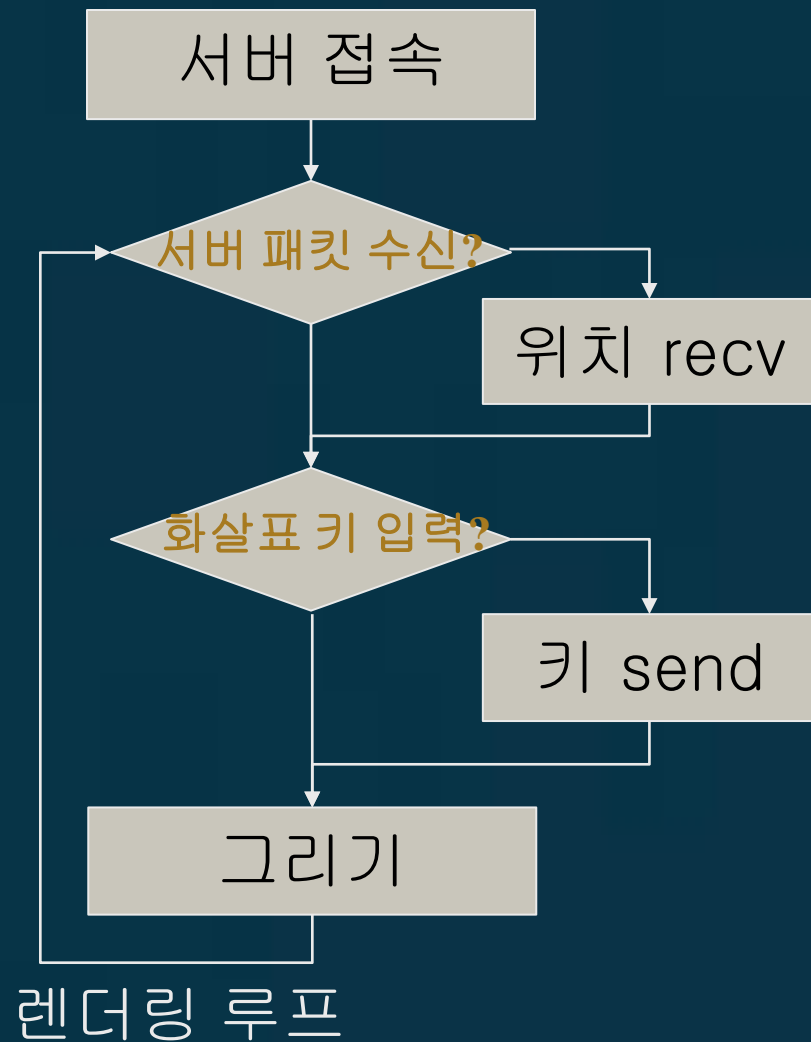 서버 접속
서버 패킷 수신?
위치 recv
화살표 키 입력?
키 send
그리기
렌더링 루프